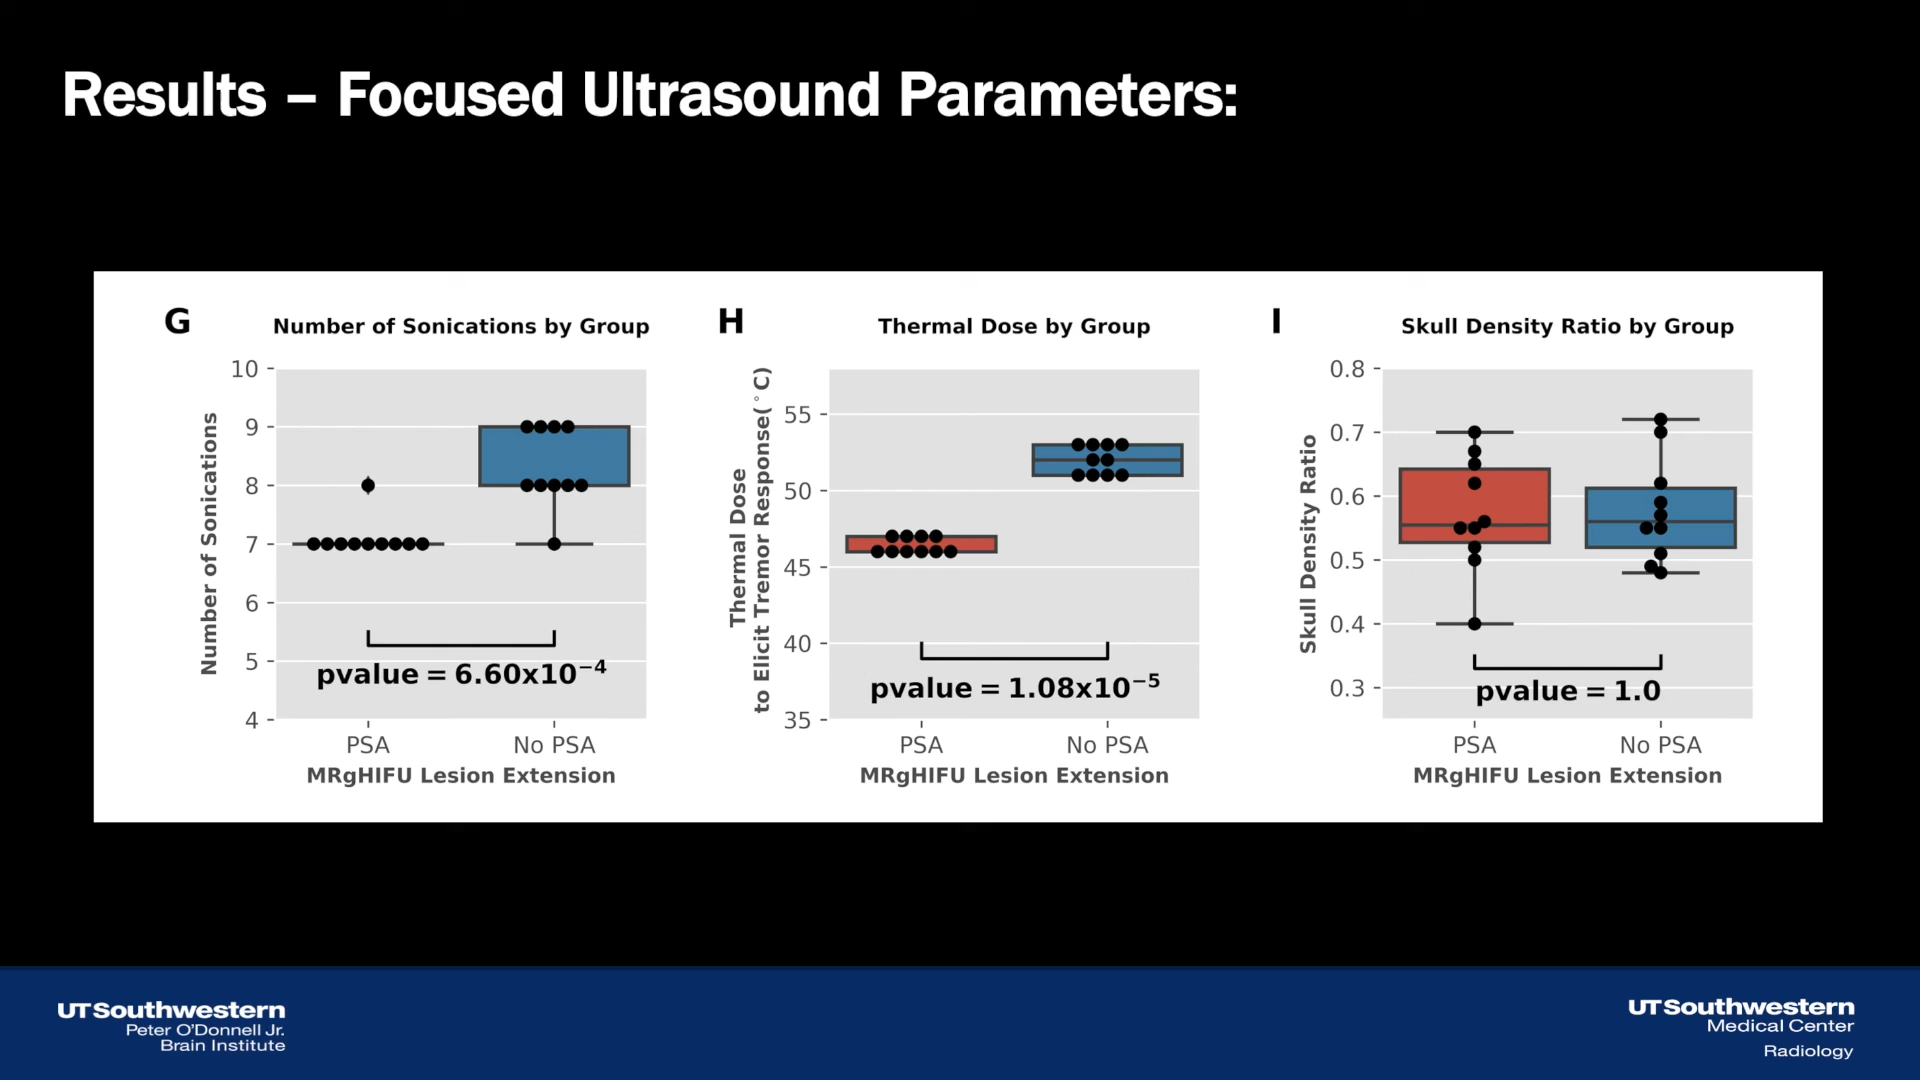 Results – Focused Ultrasound Parameters:
G
Number of Sonications by Group
Number of Sonications
10
9
8
7
6
5
4
pvalue = 6.60x10⁻⁴
PSA
No PSA
MRgHIFU Lesion Extension
H
Thermal Dose by Group
Thermal Dose
to Elicit Tremor Response(°C)
55
50
45
40
35
pvalue = 1.08x10⁻⁵
PSA
No PSA
MRgHIFU Lesion Extension
I
Skull Density Ratio by Group
Skull Density Ratio
0.8
0.7
0.6
0.5
0.4
0.3
pvalue = 1.0
PSA
No PSA
MRgHIFU Lesion Extension
UTSouthwestern
Peter O'Donnell Jr.
Brain Institute
UTSouthwestern
Medical Center
Radiology